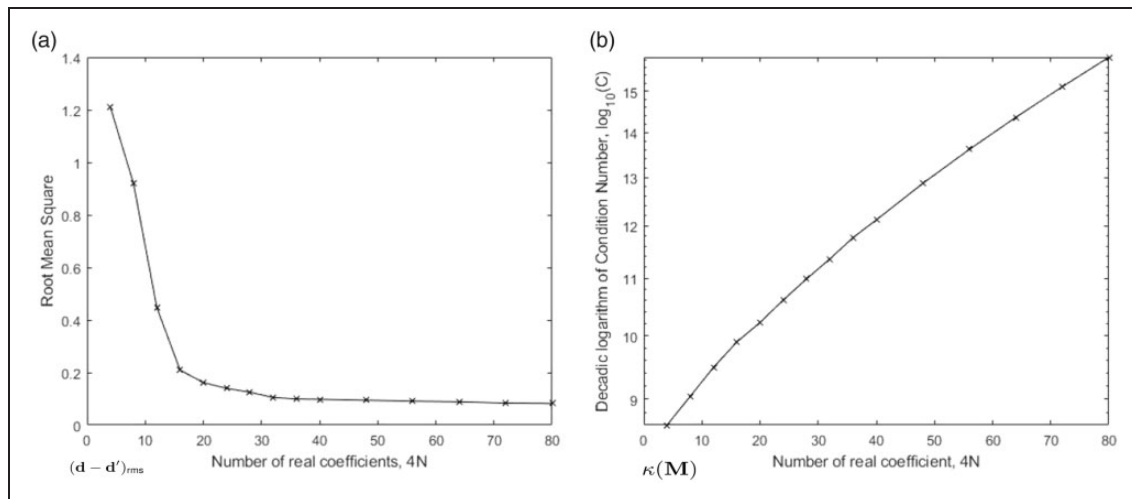 (a)
1.4
1.2
1
0.8
0.6
0.4
0.2
0
Root Mean Square
0 10 20 30 40 50 60 70 80
Number of real coefficients, 4N
(d − d′)rms
(b)
15
14
13
12
11
10
9
Decadic logarithm of Condition Number, log10(C)
0 10 20 30 40 50 60 70 80
Number of real coefficient, 4N
κ(M)